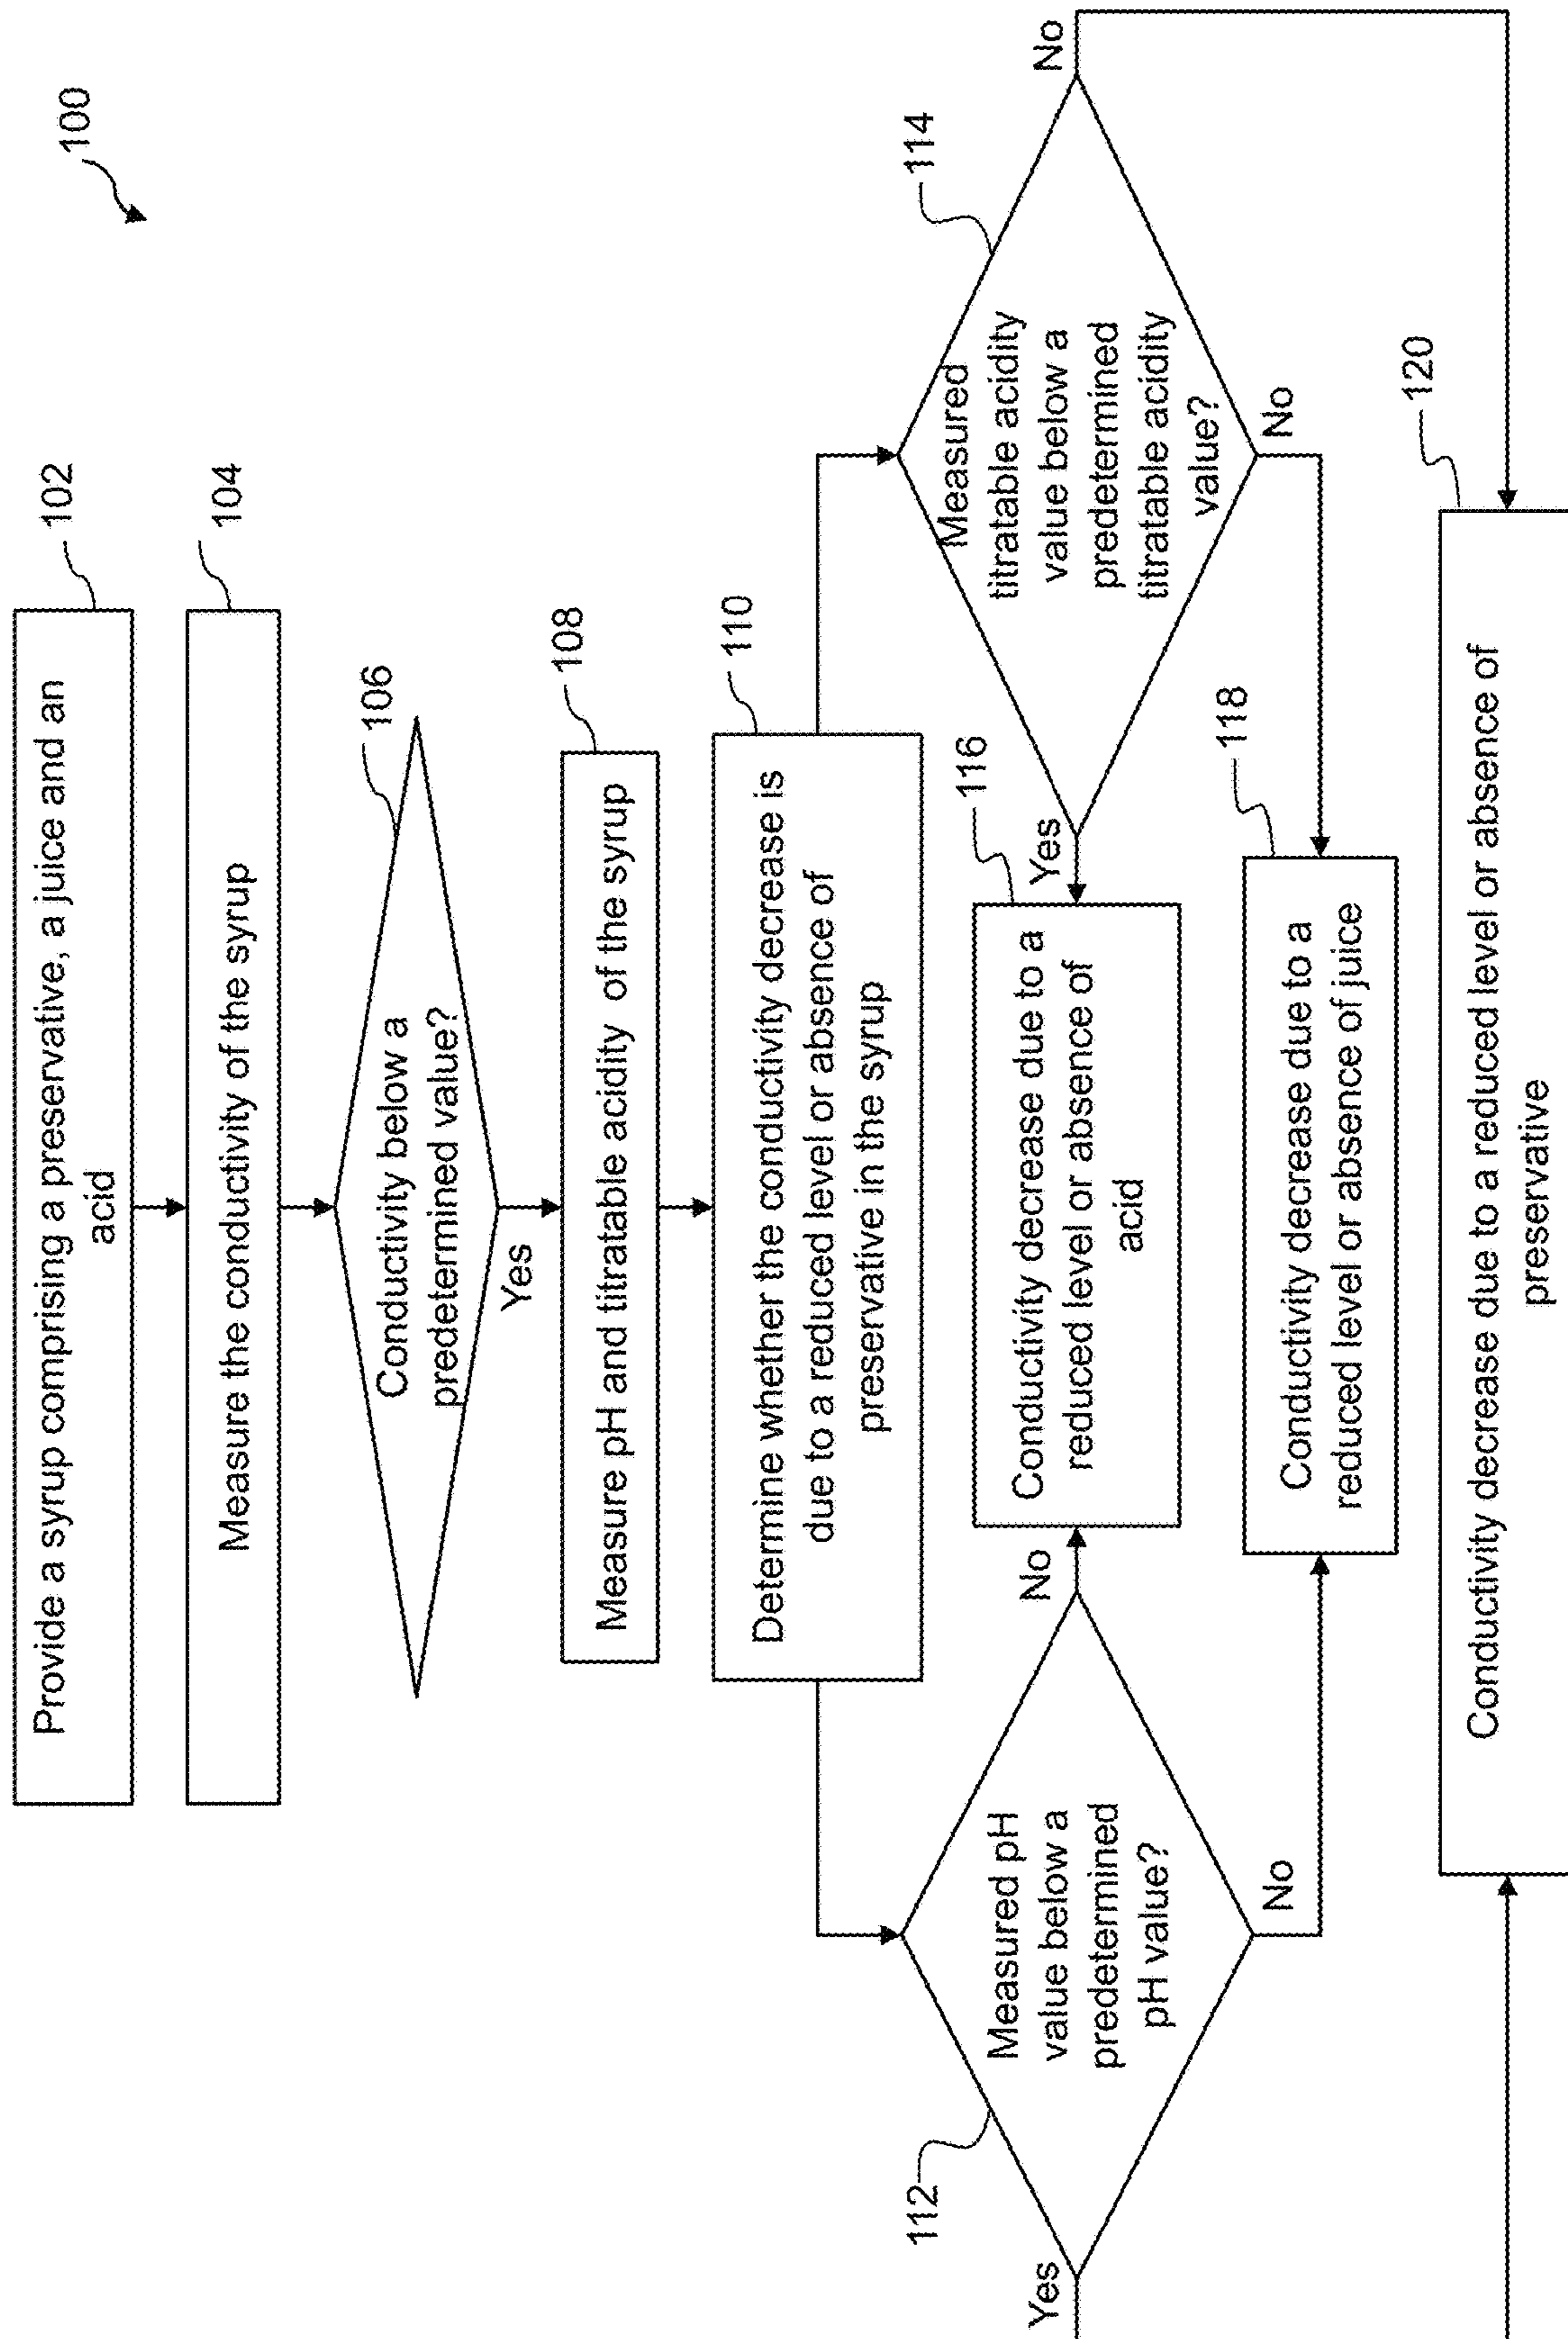 100
Provide a syrup comprising a preservative, a juice and an
acid
102
Measure the conductivity of the syrup
104
Conductivity below a
predetermined value?
106
Yes
Measure pH and titratable acidity of the syrup
108
Determine whether the conductivity decrease is
due to a reduced level or absence of
preservative in the syrup
110
112
Measured pH
value below a
predetermined
pH value?
Yes
No
No
Conductivity decrease due to a
reduced level or absence of
acid
116
114
Measured
titratable acidity
value below a
predetermined
titratable acidity
value?
Yes
No
No
Conductivity decrease due to a
reduced level or absence of juice
118
Conductivity decrease due to a reduced level or absence of
preservative
120